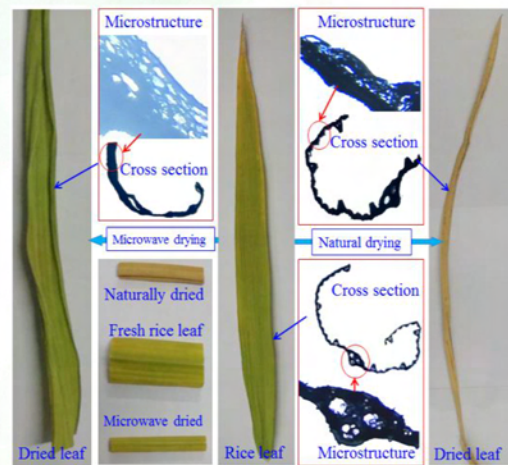 Microstructure
Cross section
Microwave drying
Naturally dried
Fresh rice leaf
Microwave dried
Dried leaf
Rice leaf
Microstructure
Cross section
Natural drying
Cross section
Microstructure
Dried leaf